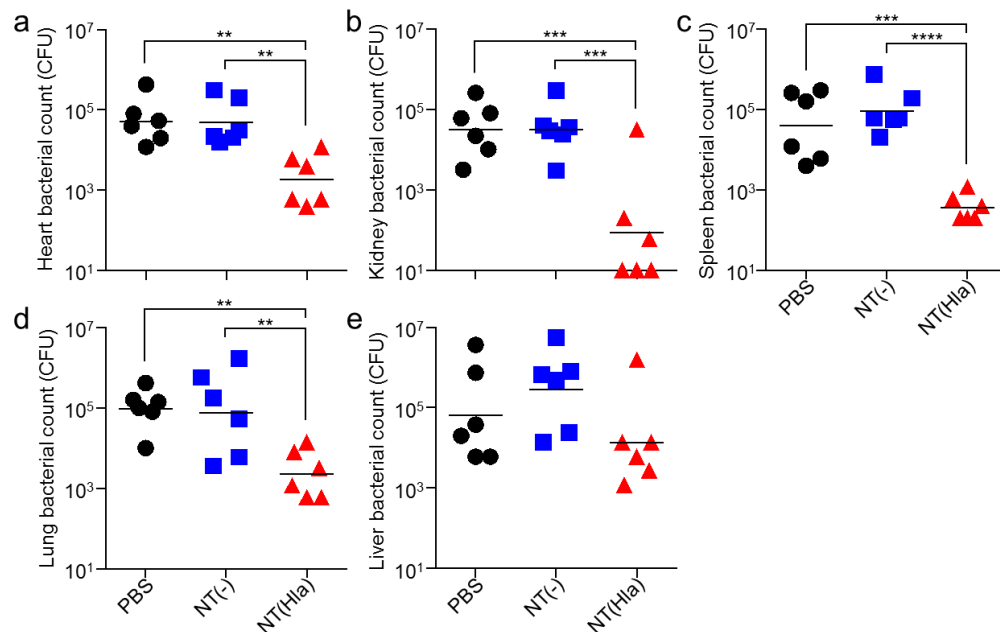 a
Heart bacterial count (CFU)
10⁷
10⁵
10³
10¹
**
**
b
Kidney bacterial count (CFU)
10⁷
10⁵
10³
10¹
***
***
c
Spleen bacterial count (CFU)
10⁷
10⁵
10³
10¹
***
****
PBS
NT(-)
NT(Hla)
d
Lung bacterial count (CFU)
10⁷
10⁵
10³
10¹
**
**
PBS
NT(-)
NT(Hla)
e
Liver bacterial count (CFU)
10⁷
10⁵
10³
10¹
PBS
NT(-)
NT(Hla)